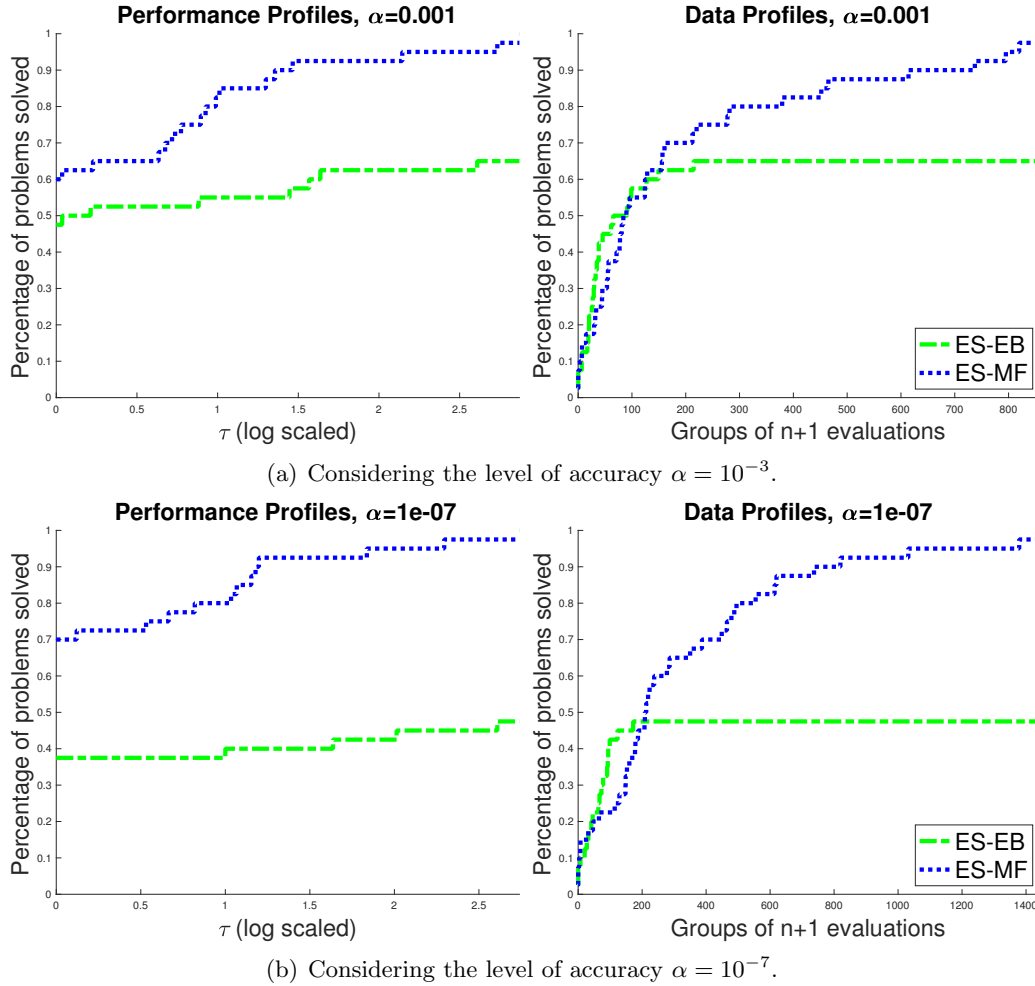 Performance Profiles, α=0.001
Percentage of problems solved
1
0.9
0.8
0.7
0.6
0.5
0.4
0.3
0.2
0.1
0
0 0.5 1 1.5 2 2.5
τ (log scaled)
Data Profiles, α=0.001
Percentage of problems solved
1
0.9
0.8
0.7
0.6
0.5
0.4
0.3
0.2
0.1
0
0 100 200 300 400 500 600 700 800
Groups of n+1 evaluations
ES-EB
ES-MF
(a) Considering the level of accuracy α = 10⁻³.
Performance Profiles, α=1e-07
Percentage of problems solved
1
0.9
0.8
0.7
0.6
0.5
0.4
0.3
0.2
0.1
0
0 0.5 1 1.5 2 2.5
τ (log scaled)
Data Profiles, α=1e-07
Percentage of problems solved
1
0.9
0.8
0.7
0.6
0.5
0.4
0.3
0.2
0.1
0
0 200 400 600 800 1000 1200 1400
Groups of n+1 evaluations
ES-EB
ES-MF
(b) Considering the level of accuracy α = 10⁻⁷.